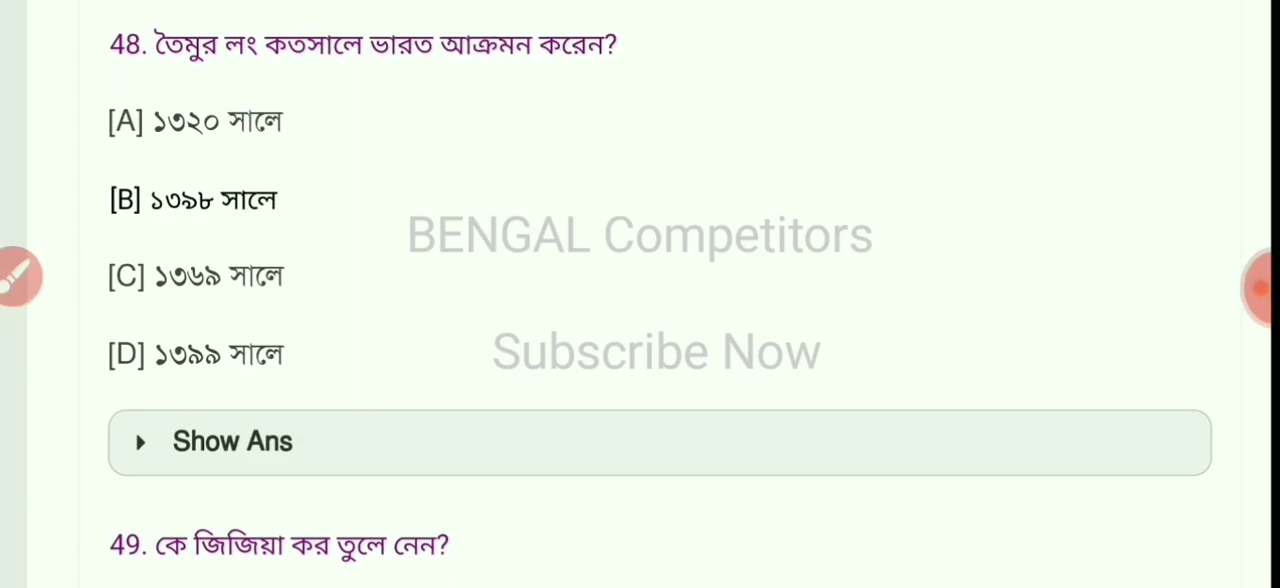 48. তৈমুর লং কতসালে ভারত আক্রমন করেন?
[A] ১৩২০ সালে
[B] ১৩৯৮ সালে
BENGAL Competitors
[C] ১৩৬৯ সালে
[D] ১৩৯৯ সালে
Subscribe Now
Show Ans
49. কে জিজিয়া কর তুলে নেন?